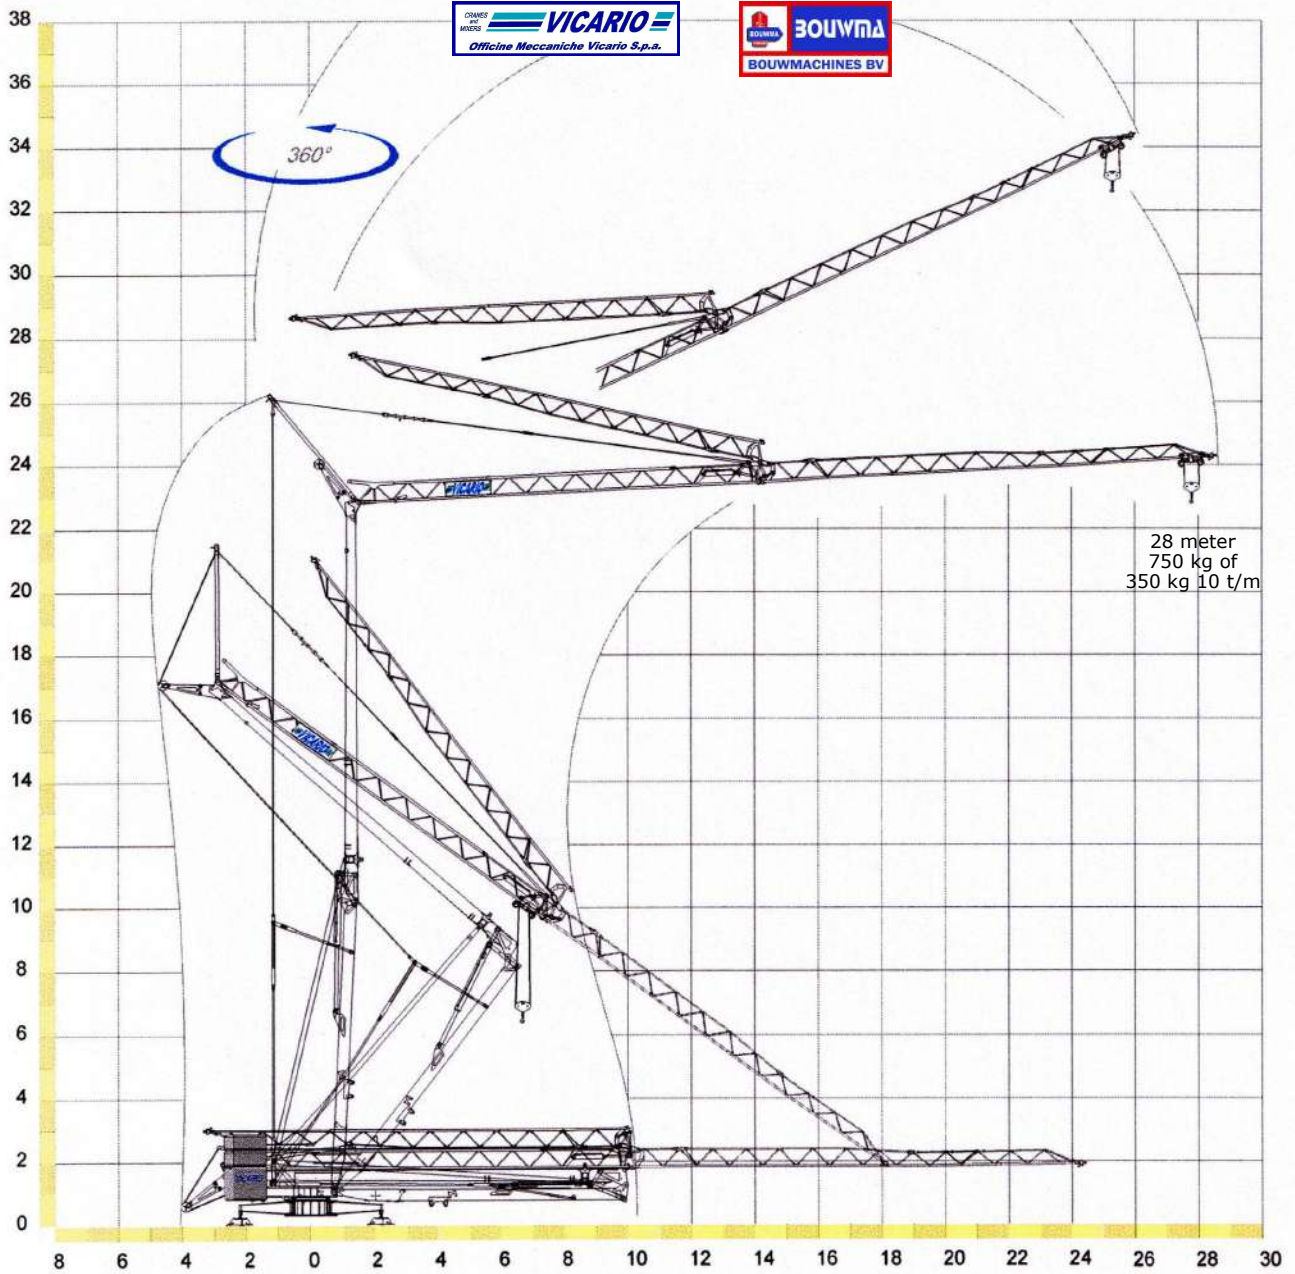 38
CRANES and MIXERS
VICARIO
Officine Meccaniche Vicario S.p.a.
BOUWMA
BOUWMA
BOUWMACHINES BV
36
34
360°
32
30
28
26
24
VICARIO
22
28 meter
750 kg of
350 kg 10 t/m
20
18
16
VICARIO
14
12
10
8
6
4
2
VICARIO
0
8 6 4 2 0 2 4 6 8 10 12 14 16 18 20 22 24 26 28 30